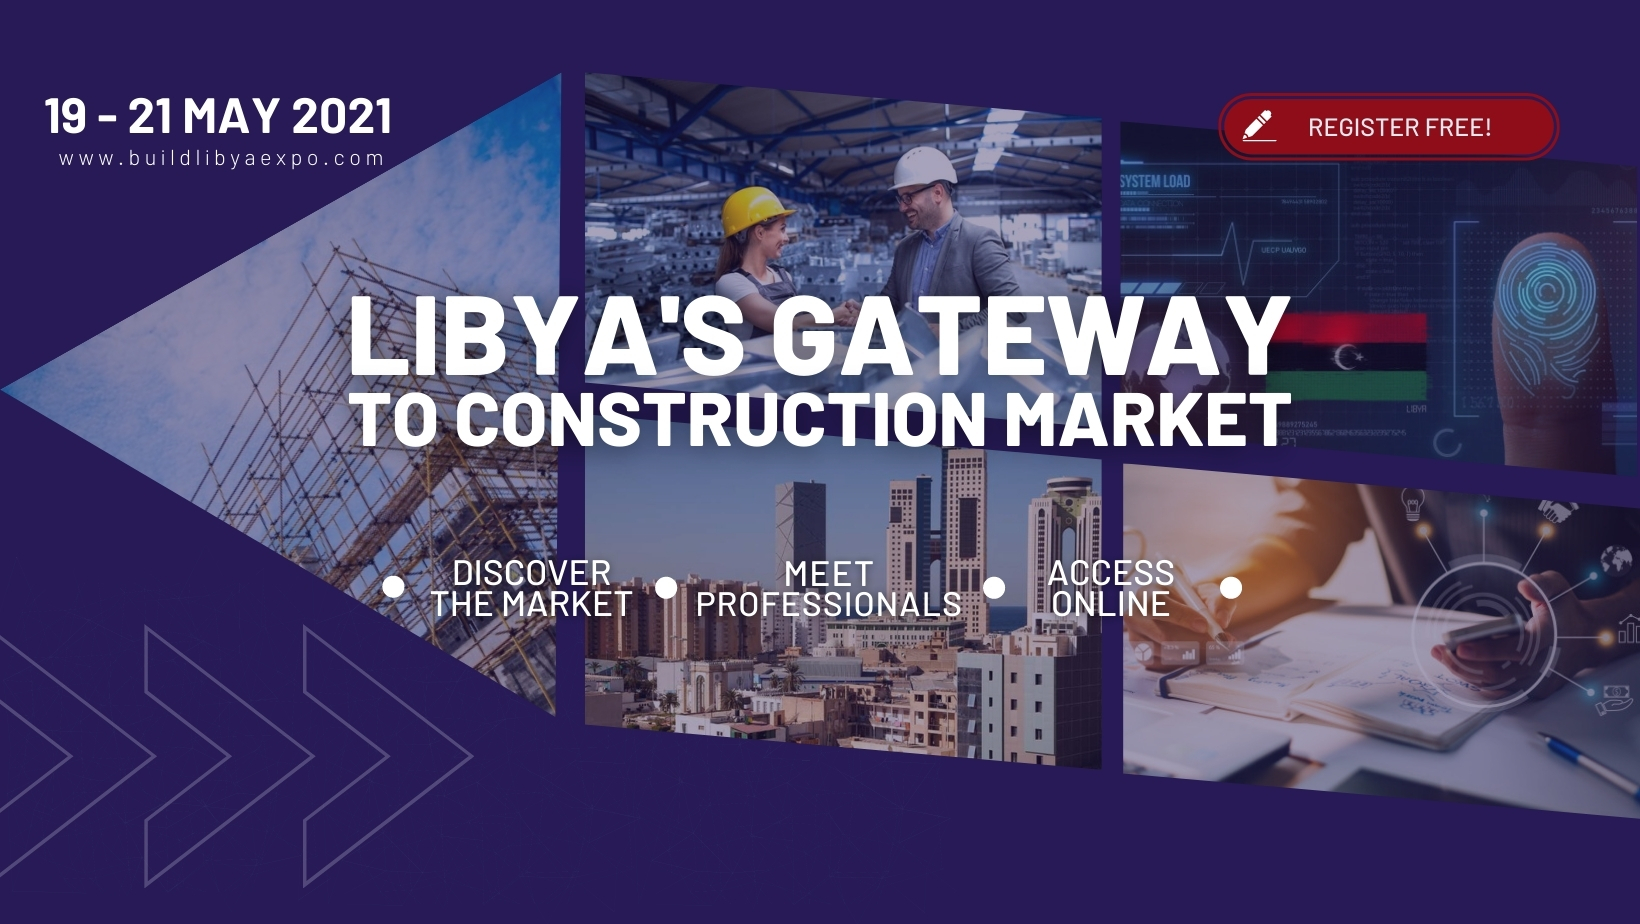 19 - 21 MAY 2021
www.buildlibyaexpo.com
REGISTER FREE!
SYSTEM LOAD
LIBYA'S GATEWAY
TO CONSTRUCTION MARKET
LIBYA
DISCOVER
THE MARKET
MEET
PROFESSIONALS
ACCESS
ONLINE